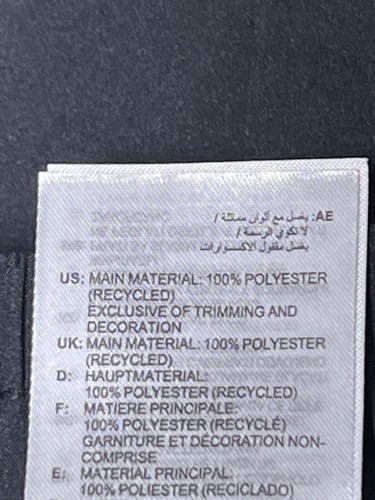 AE: يغسل مع ألوان مماثلة /
لا تكوي الرسمة /
يغسل مقلوب الاكسسوارات
US: MAIN MATERIAL: 100% POLYESTER
(RECYCLED)
EXCLUSIVE OF TRIMMING AND
DECORATION
UK: MAIN MATERIAL: 100% POLYESTER
(RECYCLED)
D: HAUPTMATERIAL:
100% POLYESTER (RECYCLED)
F: MATIERE PRINCIPALE:
100% POLYESTER (RECYCLÉ)
GARNITURE ET DÉCORATION NON-
COMPRISE
E: MATERIAL PRINCIPAL:
100% POLIESTER (RECICLADO)